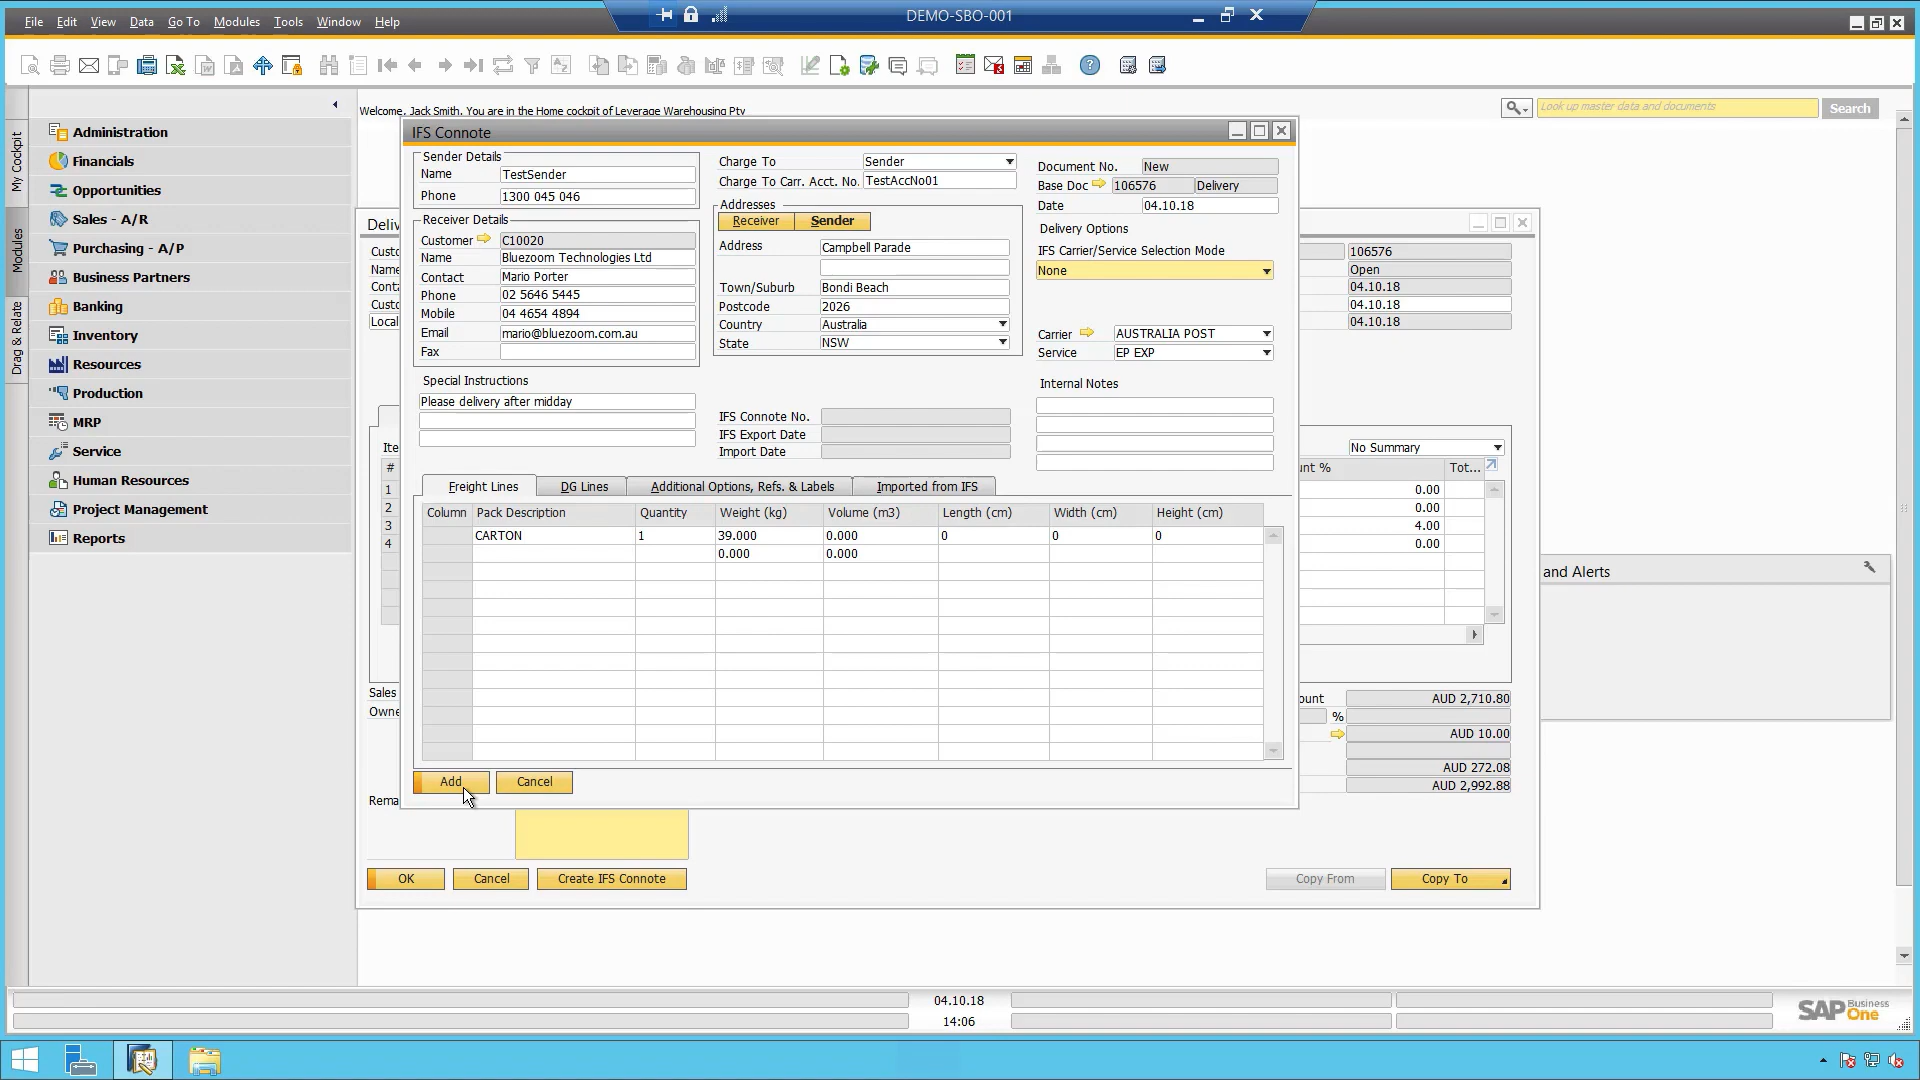 DEMO-SBO-001
File Edit View Data Go To Modules Tools Window Help
Welcome, Jack Smith. You are in the Home cockpit of Leverage Warehousing Pty
Look up master data and documents
Search
My Cockpit
Modules
Drag & Relate
Administration
Financials
Opportunities
Sales - A/R
Purchasing - A/P
Business Partners
Banking
Inventory
Resources
Production
MRP
Service
Human Resources
Project Management
Reports
IFS Connote
Sender Details
Name TestSender
Phone 1300 045 046
Receiver Details
Customer C10020
Name Bluezoom Technologies Ltd
Contact Mario Porter
Phone 02 5646 5445
Mobile 04 4654 4894
Email mario@bluezoom.com.au
Fax
Special Instructions
Please delivery after midday
Charge To Sender
Charge To Carr. Acct. No. TestAccNo01
Addresses
Receiver Sender
Address Campbell Parade
Town/Suburb Bondi Beach
Postcode 2026
Country Australia
State NSW
IFS Connote No.
IFS Export Date
Import Date
Document No. New
Base Doc 106576 Delivery
Date 04.10.18
Delivery Options
IFS Carrier/Service Selection Mode
None
Carrier AUSTRALIA POST
Service EP EXP
Internal Notes
Freight Lines DG Lines Additional Options, Refs. & Labels Imported from IFS
Column Pack Description Quantity Weight (kg) Volume (m3) Length (cm) Width (cm) Height (cm)
CARTON 1 39.000 0.000 0 0 0
0.000 0.000
Add Cancel
Deliv
Custo
Name
Conta
Custo
Local
Ite
#
1
2
3
4
Sales
Owne
Rema
106576
Open
04.10.18
04.10.18
04.10.18
No Summary
unt % Tot...
0.00
0.00
4.00
0.00
and Alerts
ount AUD 2,710.80
%
AUD 10.00
AUD 272.08
AUD 2,992.88
OK Cancel Create IFS Connote Copy From Copy To
04.10.18
14:06
SAP Business One